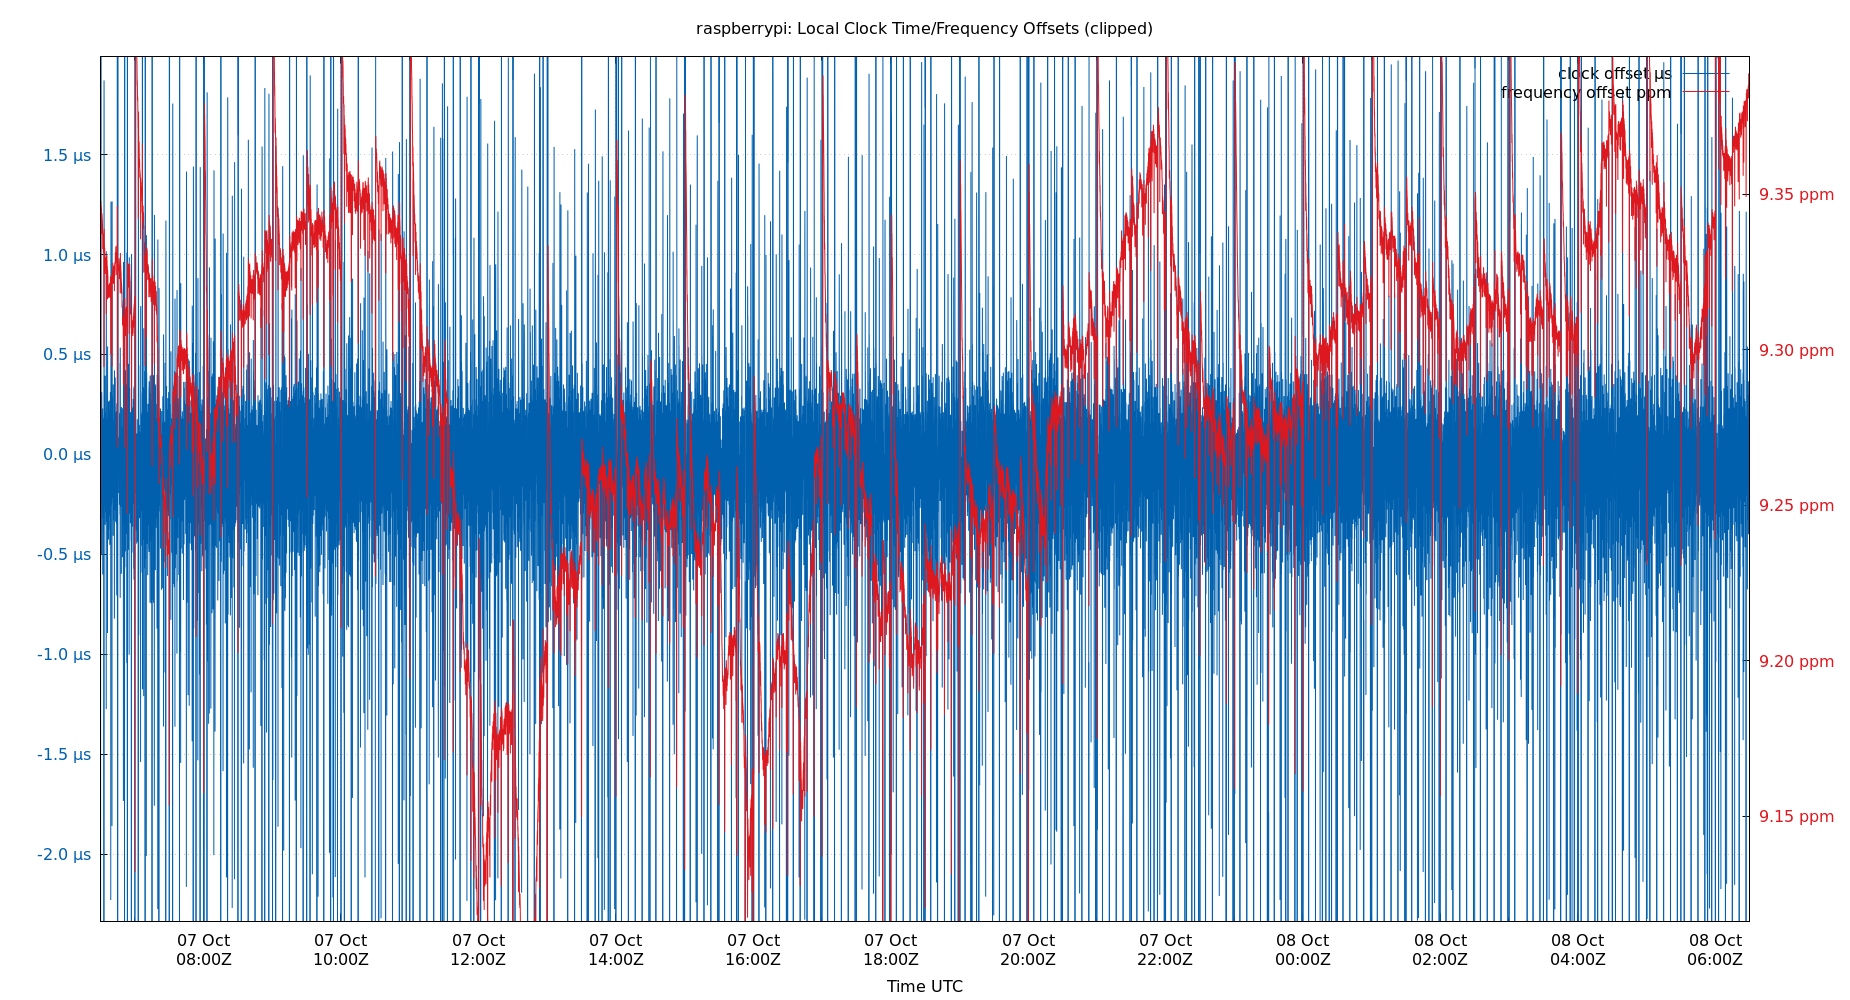 raspberrypi: Local Clock Time/Frequency Offsets (clipped)
clock offset µs
frequency offset ppm
1.5 µs
1.0 µs
0.5 µs
0.0 µs
-0.5 µs
-1.0 µs
-1.5 µs
-2.0 µs
9.35 ppm
9.30 ppm
9.25 ppm
9.20 ppm
9.15 ppm
07 Oct 07 Oct 07 Oct 07 Oct 07 Oct 07 Oct 07 Oct 07 Oct 08 Oct 08 Oct 08 Oct 08 Oct
08:00Z 10:00Z 12:00Z 14:00Z 16:00Z 18:00Z 20:00Z 22:00Z 00:00Z 02:00Z 04:00Z 06:00Z
Time UTC